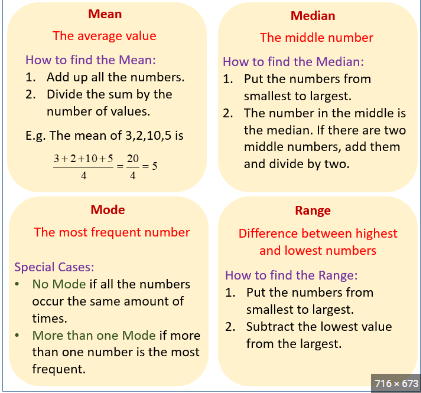 Mean
The average value
How to find the Mean:
1. Add up all the numbers.
2. Divide the sum by the
number of values.
E.g. The mean of 3,2,10,5 is
3+2+10+5 / 4 = 20 / 4 = 5
Median
The middle number
How to find the Median:
1. Put the numbers from
smallest to largest.
2. The number in the middle is
the median. If there are two
middle numbers, add them
and divide by two.
Mode
The most frequent number
Special Cases:
• No Mode if all the numbers
occur the same amount of
times.
• More than one Mode if more
than one number is the most
frequent.
Range
Difference between highest
and lowest numbers
How to find the Range:
1. Put the numbers from
smallest to largest.
2. Subtract the lowest value
from the largest.
716 × 673